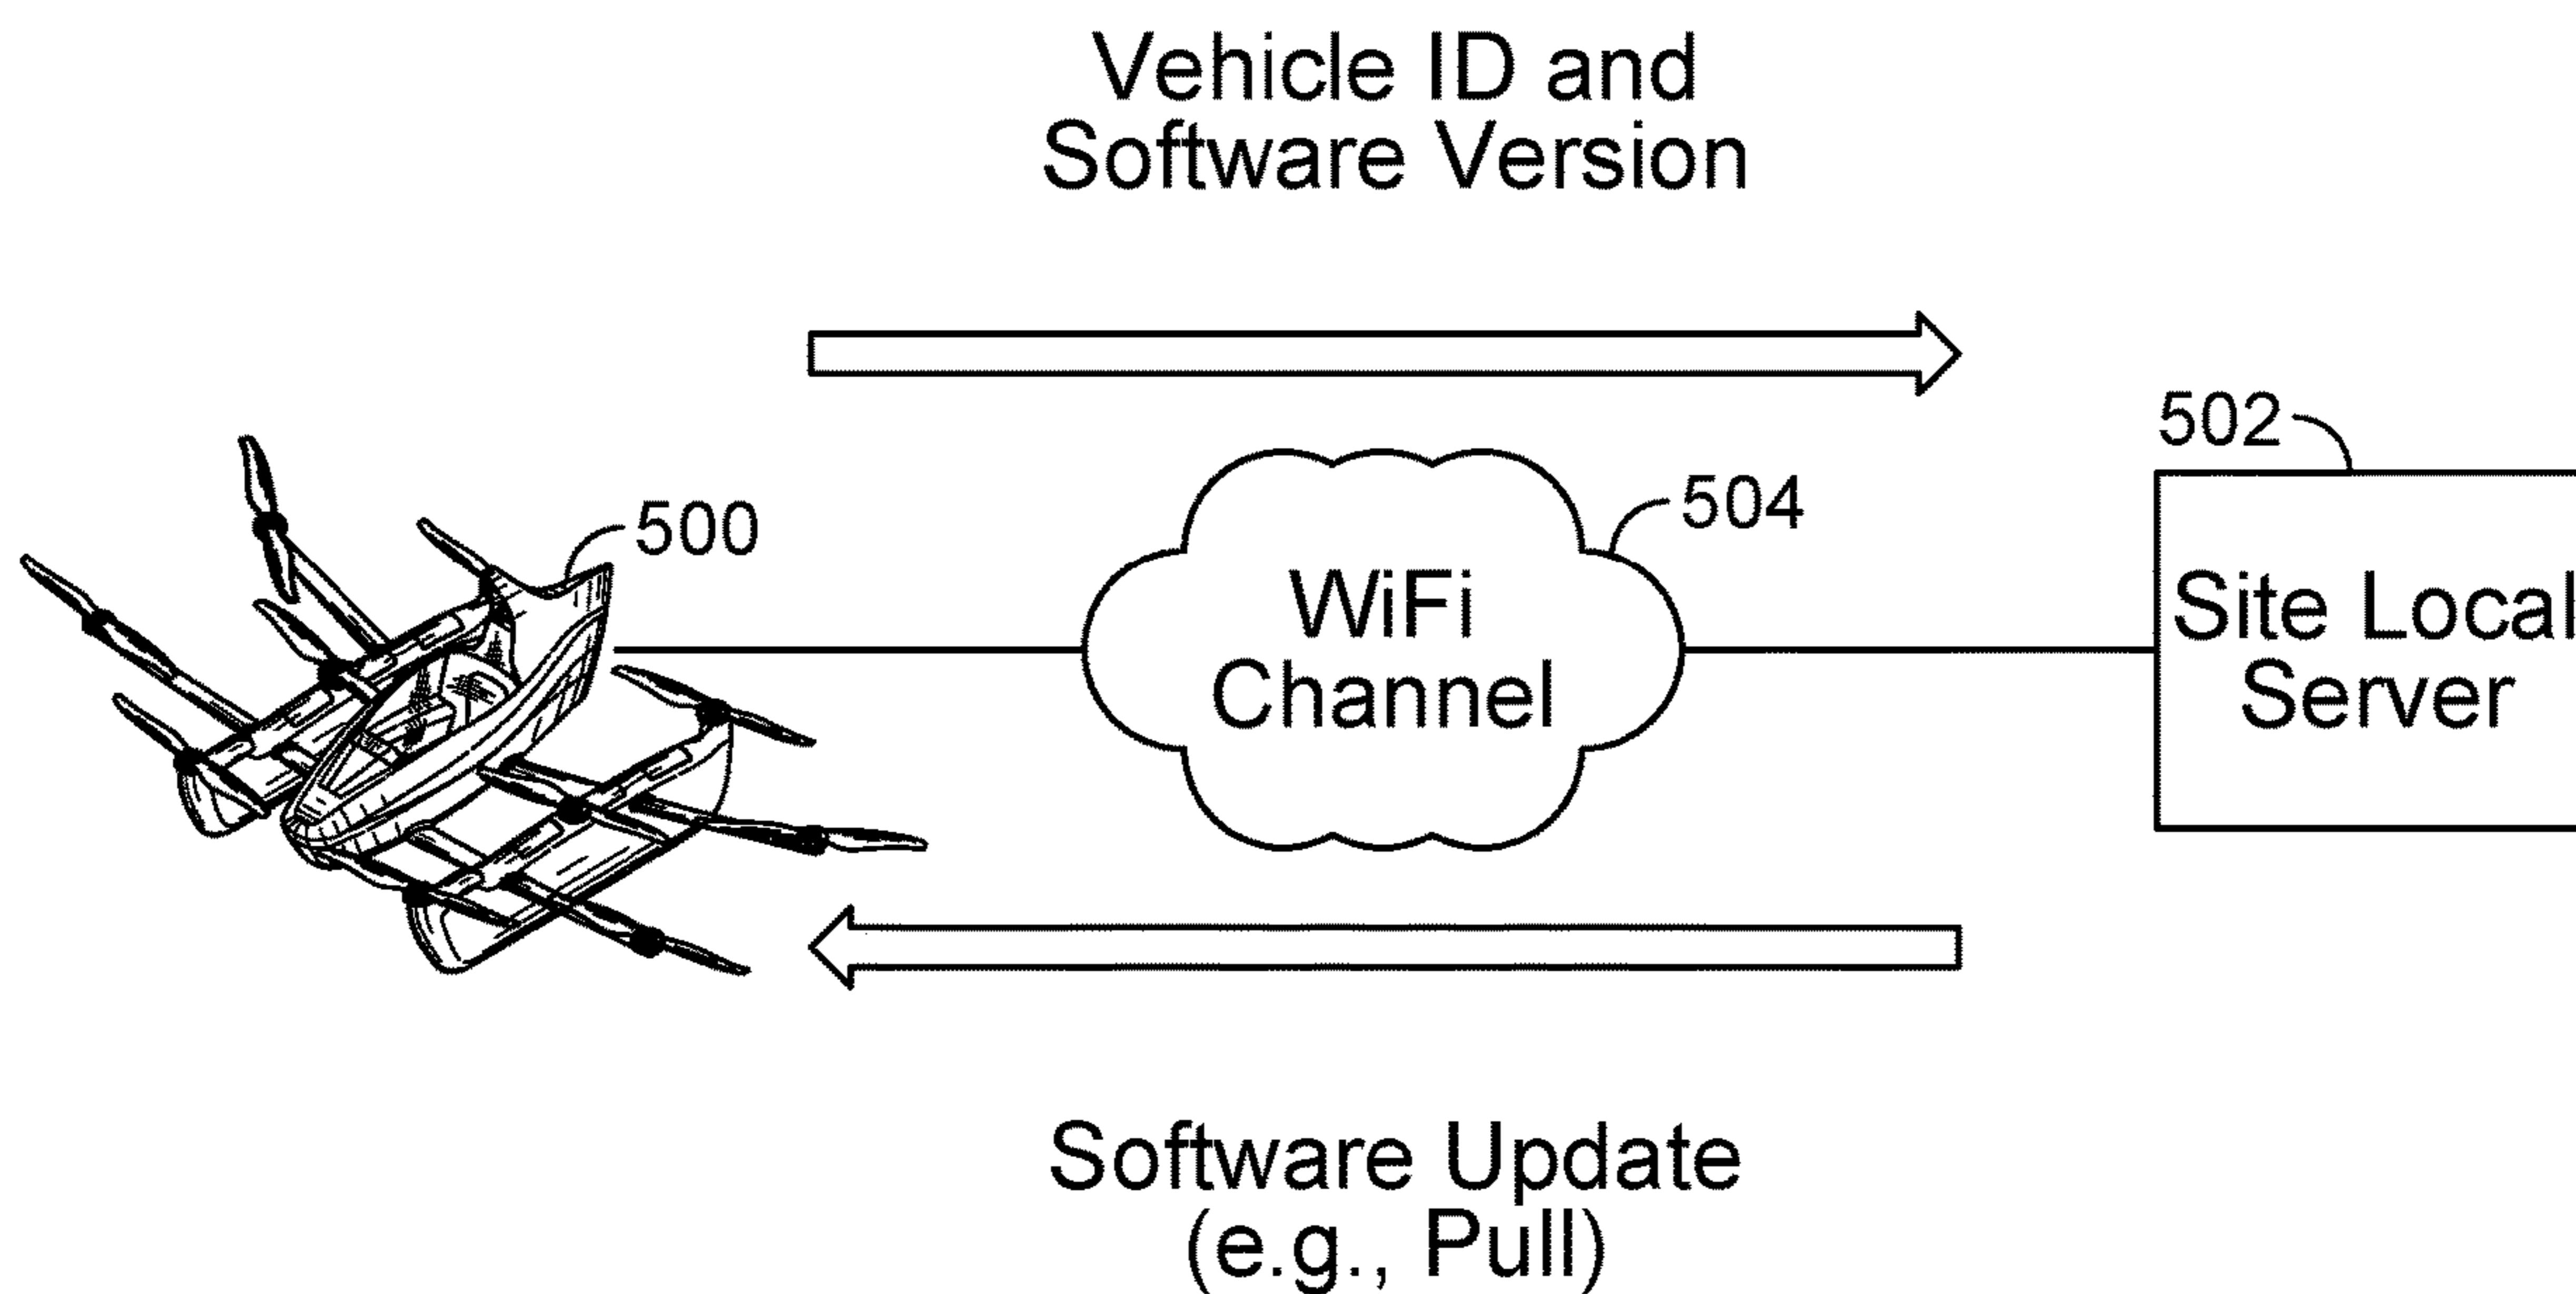 Vehicle ID and
Software Version
500
504
502
WiFi
Channel
Site Local
Server
Software Update
(e.g., Pull)